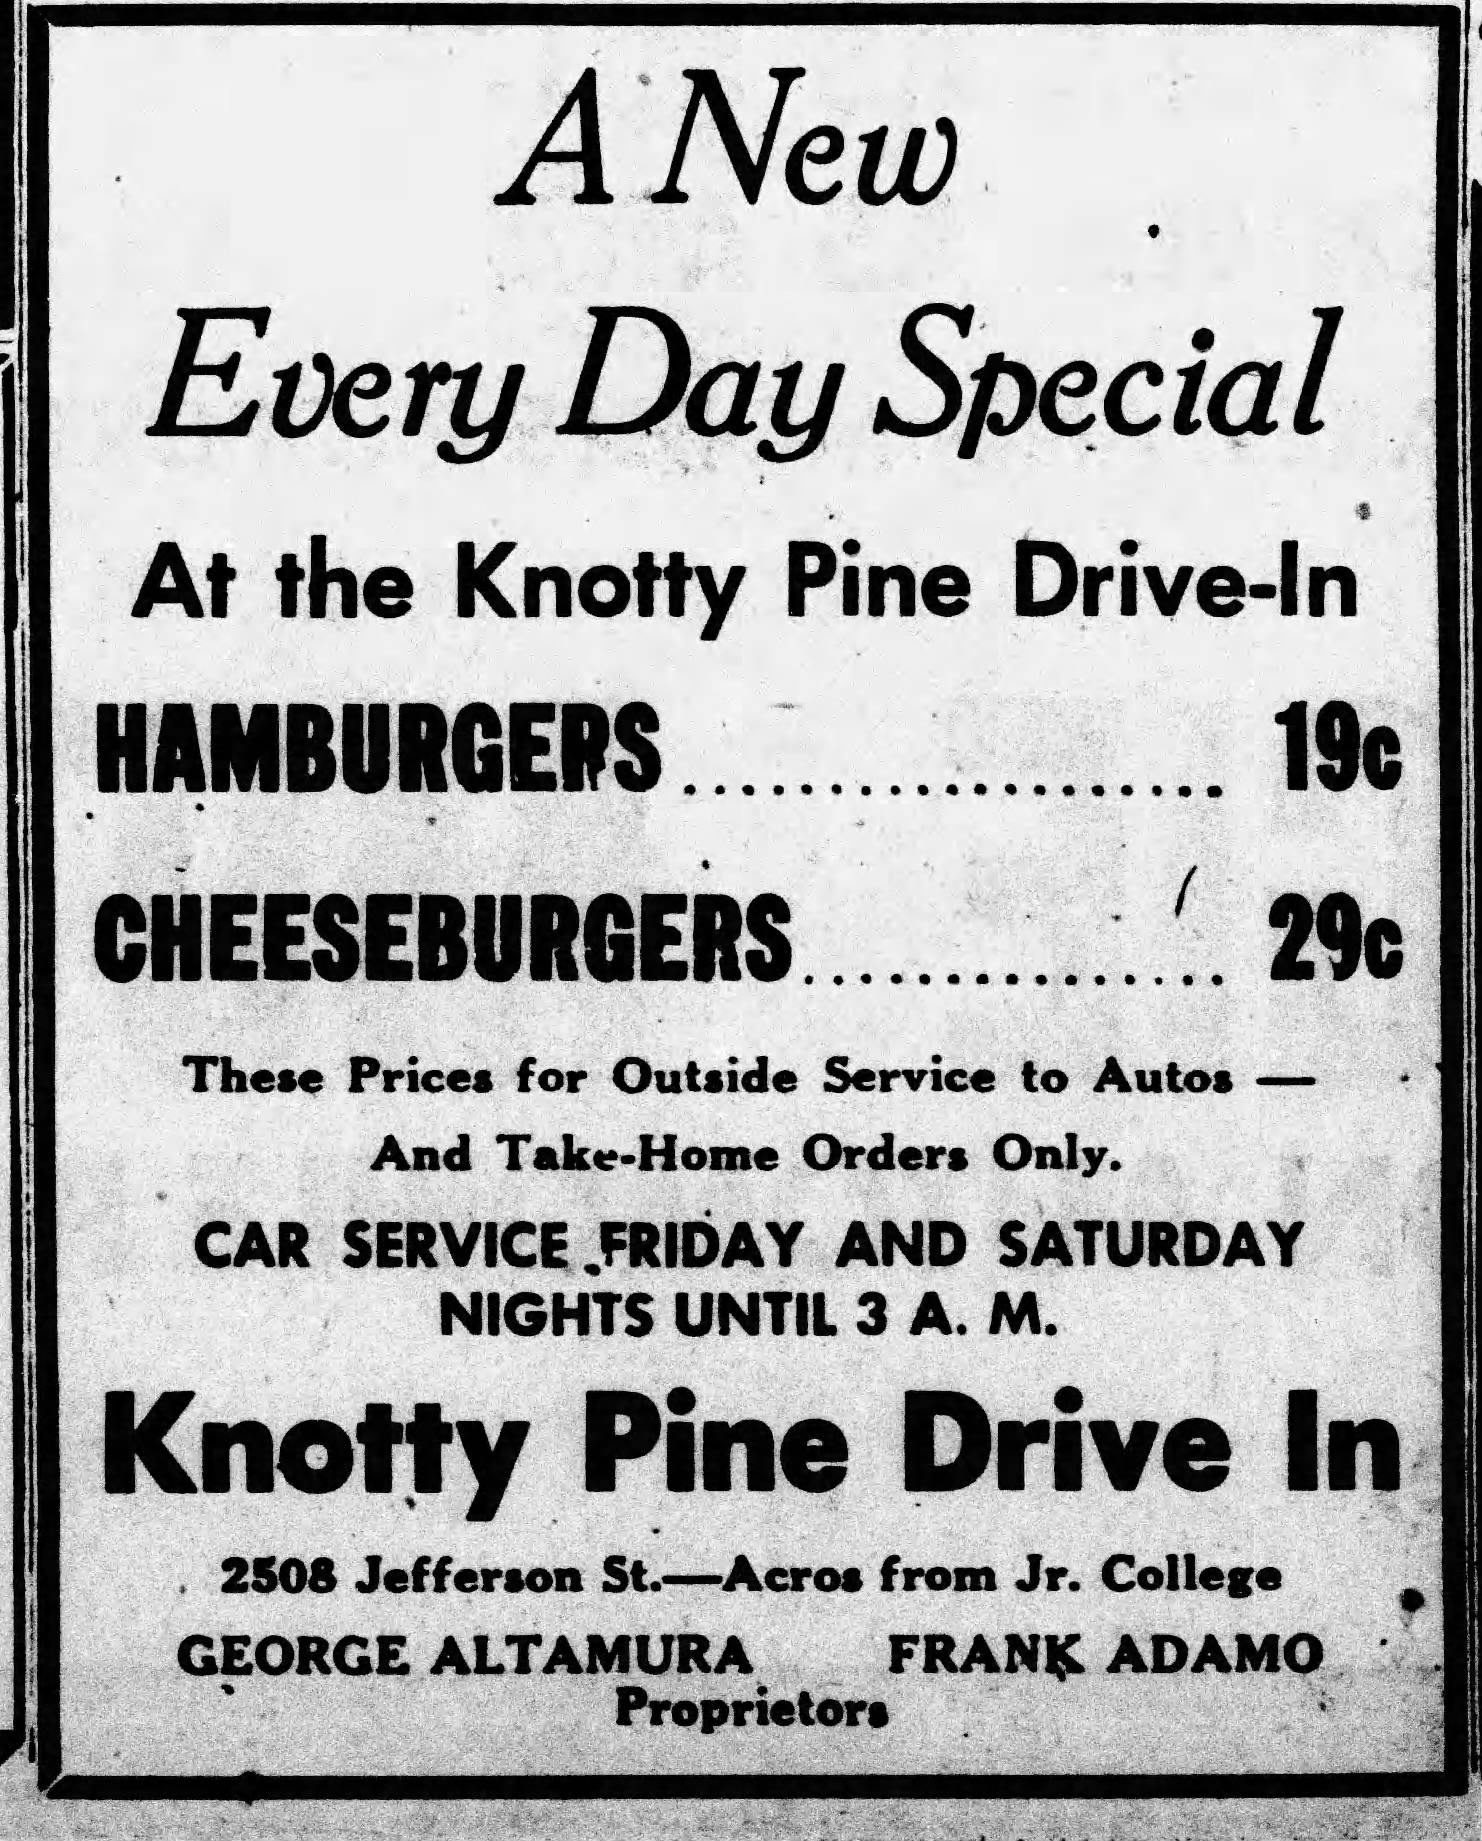 A New
Every Day Special
At the Knotty Pine Drive-In
HAMBURGERS................... 19c
CHEESEBURGERS............... 29c
These Prices for Outside Service to Autos —
And Take-Home Orders Only.
CAR SERVICE FRIDAY AND SATURDAY
NIGHTS UNTIL 3 A. M.
Knotty Pine Drive In
2508 Jefferson St.—Acros from Jr. College
GEORGE ALTAMURA FRANK ADAMO
Proprietors